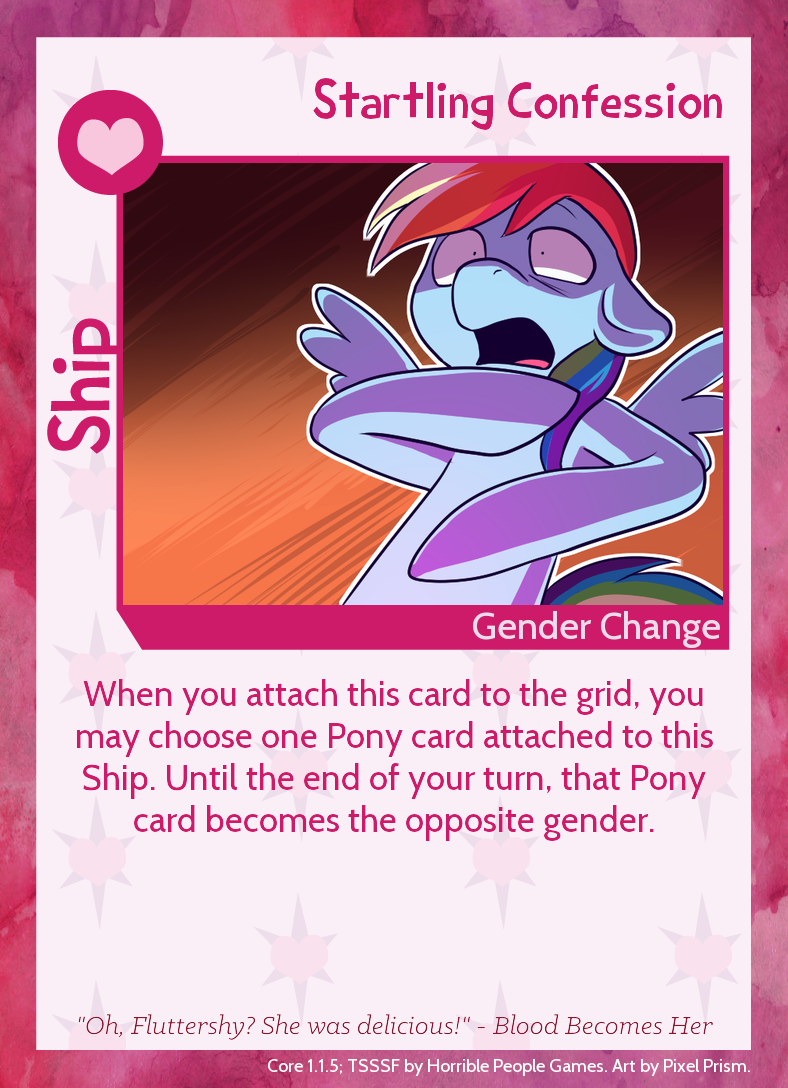 Startling Confession
Ship
Gender Change
When you attach this card to the grid, you
may choose one Pony card attached to this
Ship. Until the end of your turn, that Pony
card becomes the opposite gender.
"Oh, Fluttershy? She was delicious!" - Blood Becomes Her
Core 1.1.5; TSSSF by Horrible People Games. Art by Pixel Prism.